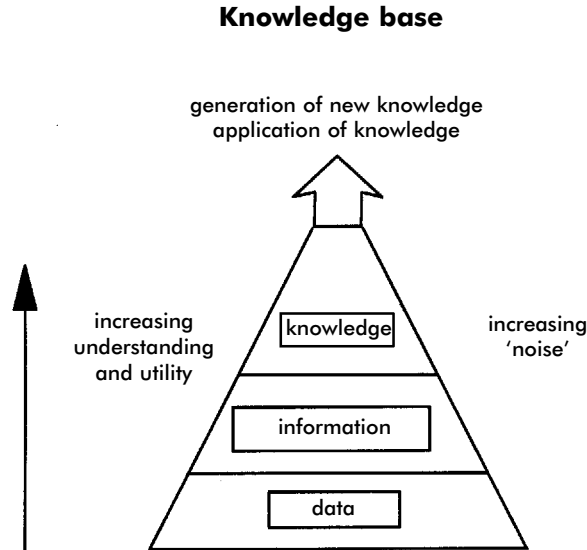 Knowledge base
generation of new knowledge
application of knowledge
increasing
understanding
and utility
knowledge
increasing
'noise'
information
data